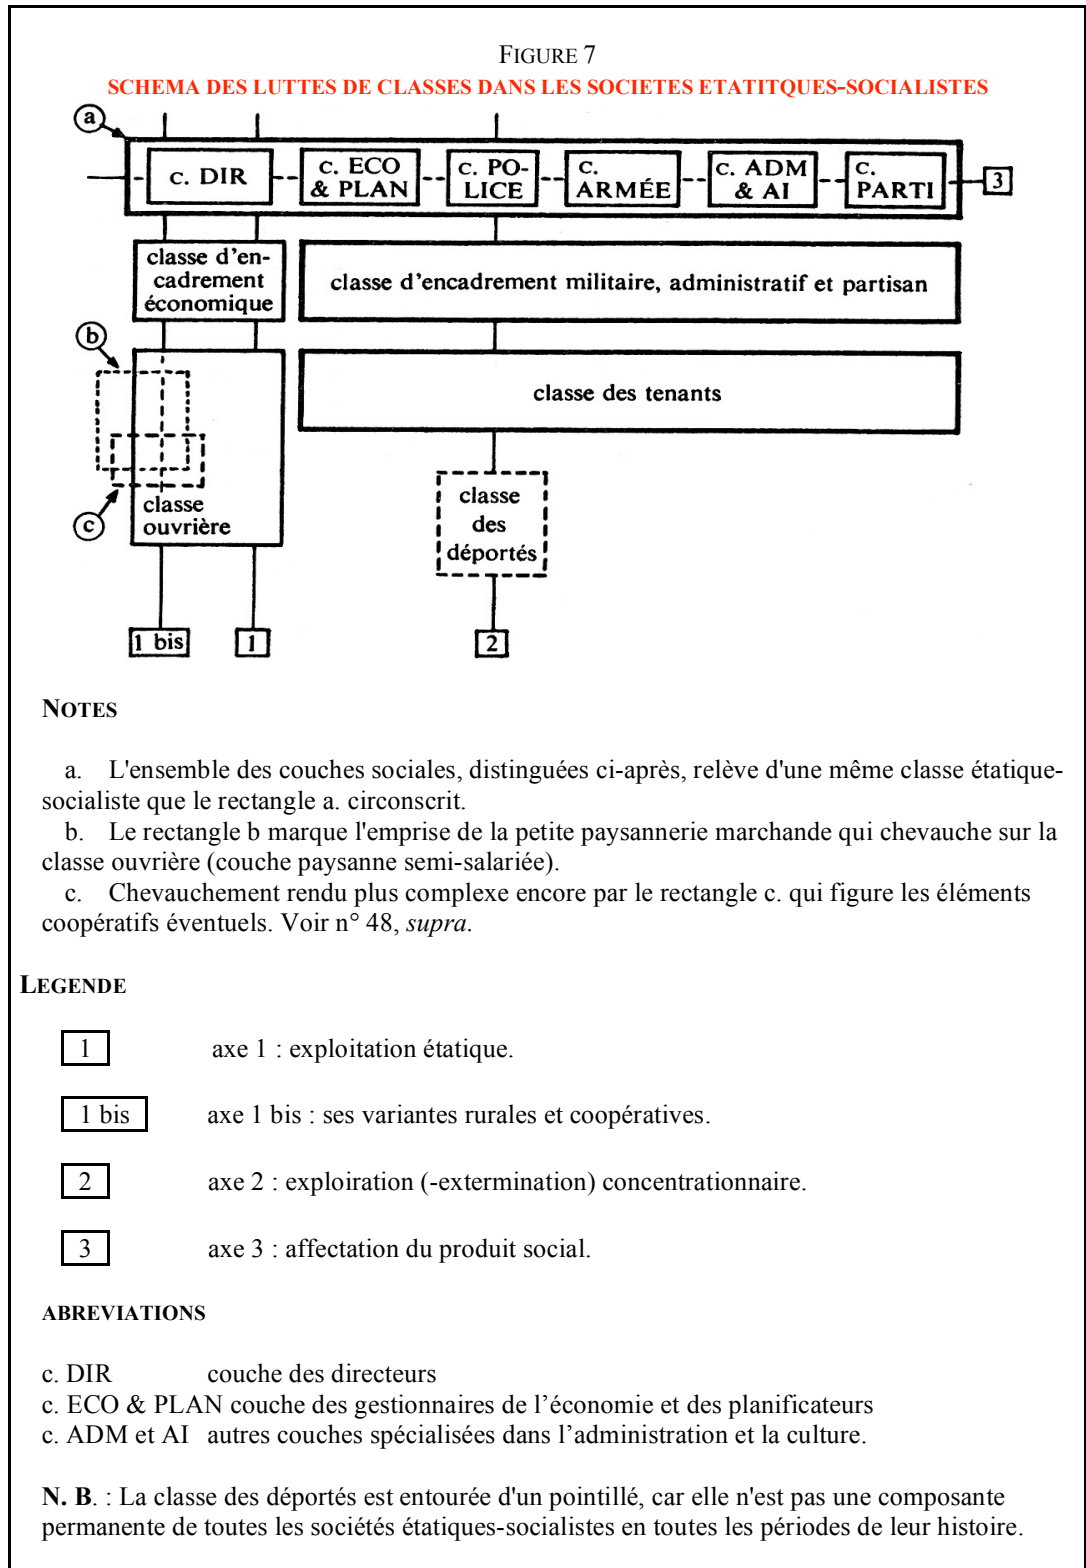 FIGURE 7
SCHEMA DES LUTTES DE CLASSES DANS LES SOCIETES ETATITQUES-SOCIALISTES
a
c. DIR
c. ECO
& PLAN
c. PO-
LICE
c.
ARMÉE
c. ADM
& AI
c.
PARTI
3
classe d'en-
cadrement
économique
classe d'encadrement militaire, administratif et partisan
b
classe des tenants
c
classe
ouvrière
classe
des
déportés
1 bis
1
2
NOTES
a. L'ensemble des couches sociales, distinguées ci-après, relève d'une même classe étatique-
socialiste que le rectangle a. circonscrit.
b. Le rectangle b marque l'emprise de la petite paysannerie marchande qui chevauche sur la
classe ouvrière (couche paysanne semi-salariée).
c. Chevauchement rendu plus complexe encore par le rectangle c. qui figure les éléments
coopératifs éventuels. Voir n° 48, supra.
LEGENDE
1 axe 1 : exploitation étatique.
1 bis axe 1 bis : ses variantes rurales et coopératives.
2 axe 2 : exploiration (-extermination) concentrationnaire.
3 axe 3 : affectation du produit social.
ABREVIATIONS
c. DIR couche des directeurs
c. ECO & PLAN couche des gestionnaires de l’économie et des planificateurs
c. ADM et AI autres couches spécialisées dans l’administration et la culture.
N. B. : La classe des déportés est entourée d'un pointillé, car elle n'est pas une composante
permanente de toutes les sociétés étatiques-socialistes en toutes les périodes de leur histoire.